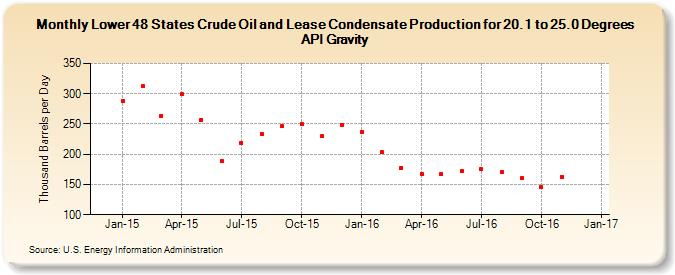 Monthly Lower 48 States Crude Oil and Lease Condensate Production for 20.1 to 25.0 Degrees
API Gravity
Thousand Barrels per Day
350
300
250
200
150
100
Jan-15 Apr-15 Jul-15 Oct-15 Jan-16 Apr-16 Jul-16 Oct-16 Jan-17
Source: U.S. Energy Information Administration